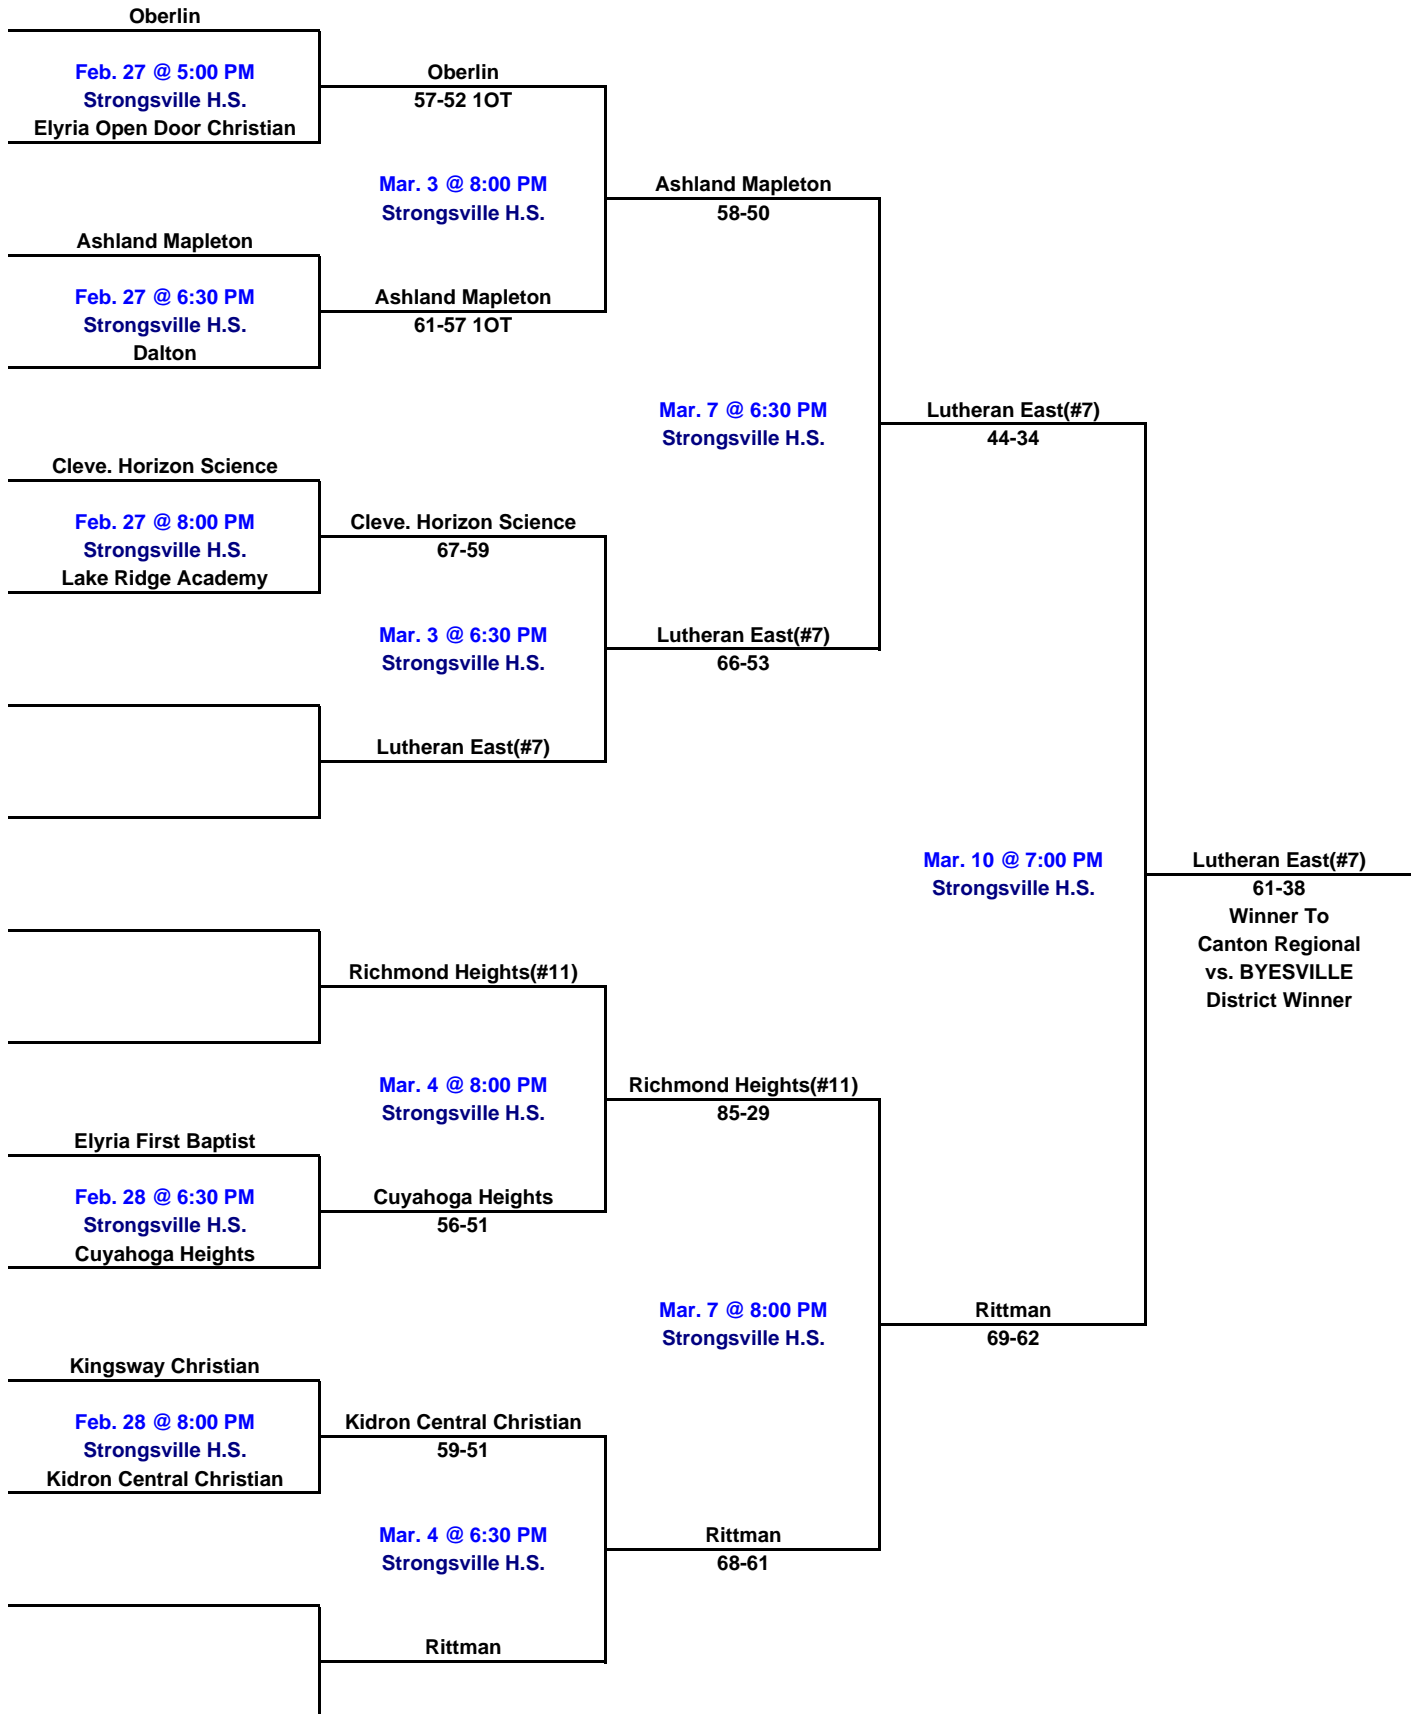 Oberlin
Feb. 27 @ 5:00 PM
Strongsville H.S.
Elyria Open Door Christian
Oberlin
57-52 1OT
Mar. 3 @ 8:00 PM
Strongsville H.S.
Ashland Mapleton
58-50
Ashland Mapleton
Feb. 27 @ 6:30 PM
Strongsville H.S.
Dalton
Ashland Mapleton
61-57 1OT
Mar. 7 @ 6:30 PM
Strongsville H.S.
Lutheran East(#7)
44-34
Cleve. Horizon Science
Feb. 27 @ 8:00 PM
Strongsville H.S.
Lake Ridge Academy
Cleve. Horizon Science
67-59
Mar. 3 @ 6:30 PM
Strongsville H.S.
Lutheran East(#7)
66-53
Lutheran East(#7)
Mar. 10 @ 7:00 PM
Strongsville H.S.
Lutheran East(#7)
61-38
Winner To
Canton Regional
vs. BYESVILLE
District Winner
Richmond Heights(#11)
Mar. 4 @ 8:00 PM
Strongsville H.S.
Richmond Heights(#11)
85-29
Elyria First Baptist
Feb. 28 @ 6:30 PM
Strongsville H.S.
Cuyahoga Heights
Cuyahoga Heights
56-51
Mar. 7 @ 8:00 PM
Strongsville H.S.
Rittman
69-62
Kingsway Christian
Feb. 28 @ 8:00 PM
Strongsville H.S.
Kidron Central Christian
Kidron Central Christian
59-51
Mar. 4 @ 6:30 PM
Strongsville H.S.
Rittman
68-61
Rittman